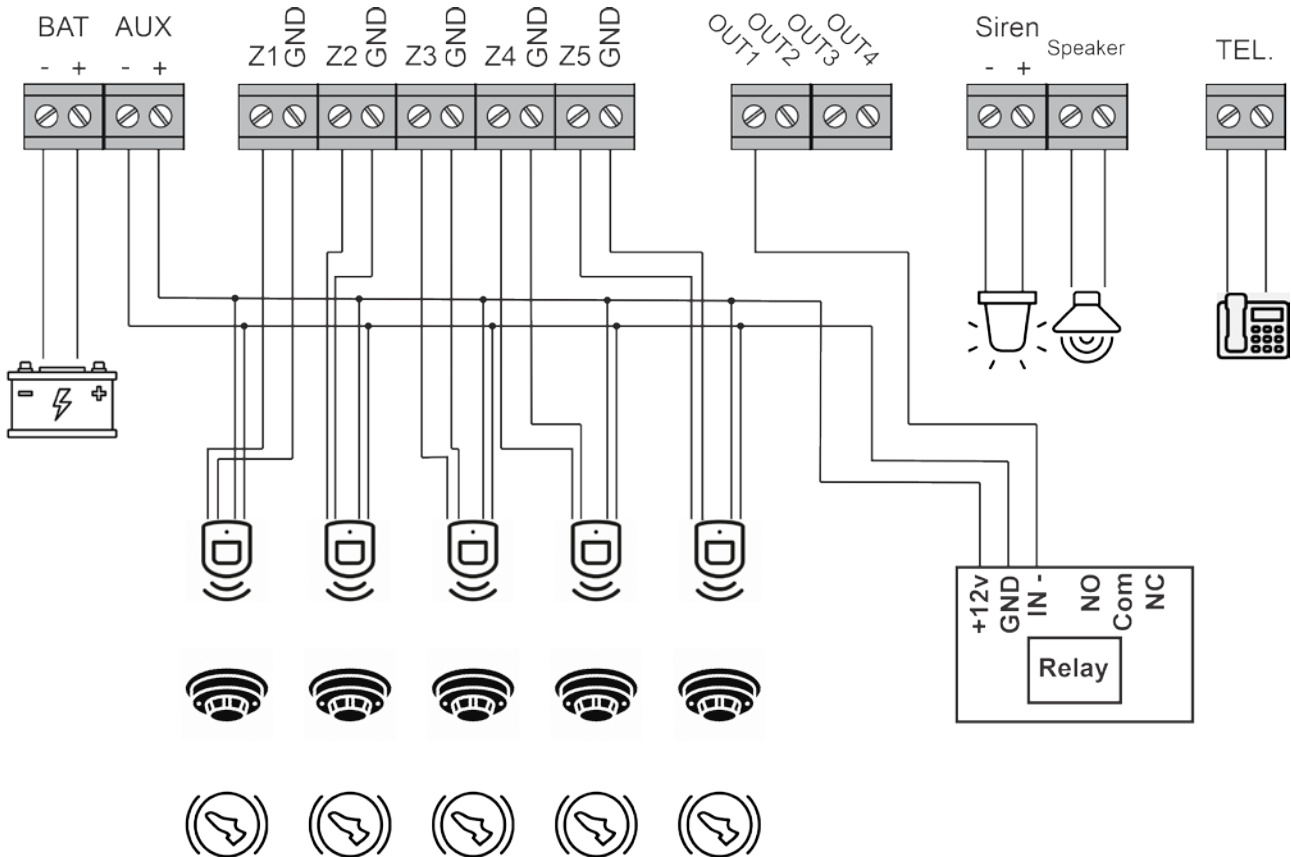 BAT AUX
- + - +
Z1 GND Z2 GND Z3 GND Z4 GND Z5 GND
OUT1 OUT2 OUT3 OUT4
Siren
- +
Speaker
TEL.
- +
+12v GND IN - NO Com NC
Relay